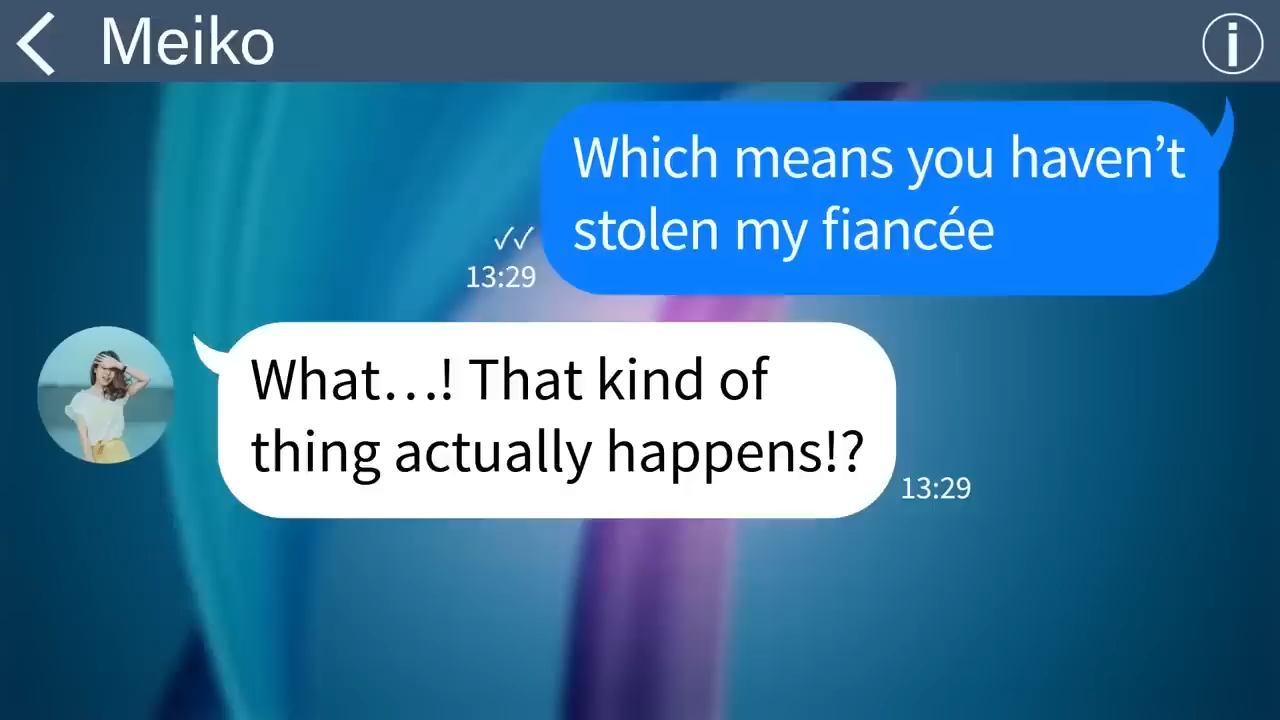 Meiko
Which means you haven’t
stolen my fiancée
13:29
What…! That kind of
thing actually happens!?
13:29